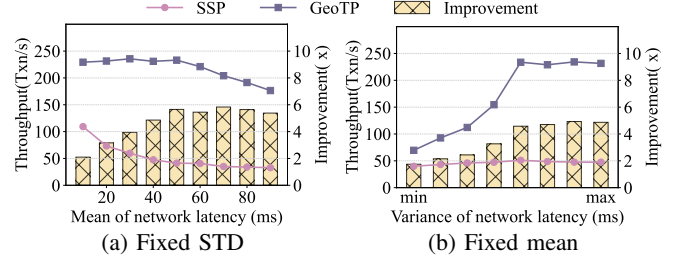 SSP GeoTP Improvement
Throughput(Txn/s)
250
200
150
100
50
0
10
8
6
4
2
0
Improvement( x)
20 40 60 80
Mean of network latency (ms)
(a) Fixed STD
Throughput(Txn/s)
250
200
150
100
50
0
10
8
6
4
2
0
Improvement( x)
min max
Variance of network latency (ms)
(b) Fixed mean